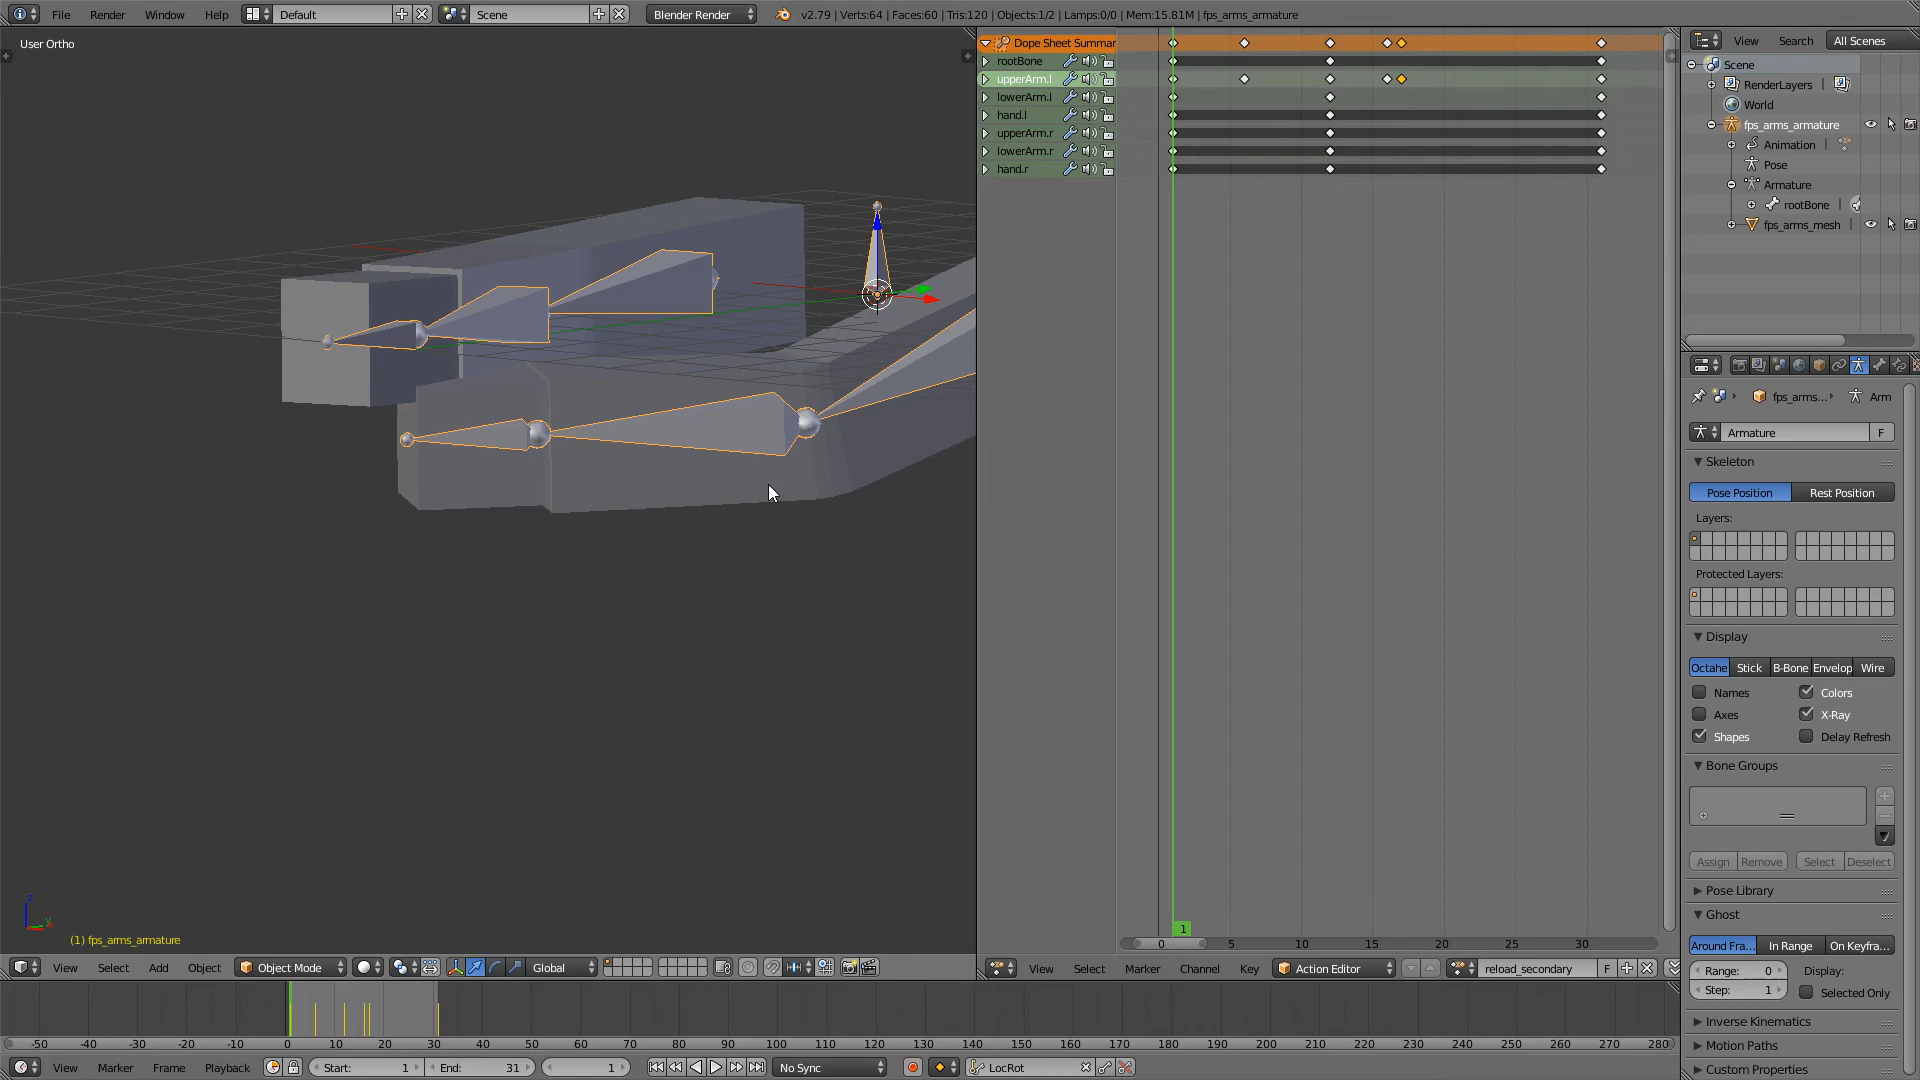 File Render Window Help Default Scene Blender Render v2.79 | Verts:64 | Faces:60 | Tris:120 | Objects:1/2 | Lamps:0/0 | Mem:15.81M | fps_arms_armature
User Ortho
Dope Sheet Summar
rootBone
upperArm.l
lowerArm.l
hand.l
upperArm.r
lowerArm.r
hand.r
View Search All Scenes
Scene
RenderLayers
World
fps_arms_armature
Animation
Pose
Armature
rootBone
fps_arms_mesh
fps_arms... Arm
Armature F
Skeleton
Pose Position Rest Position
Layers:
Protected Layers:
Display
Octahe Stick B-Bone Envelop Wire
Names Colors
Axes X-Ray
Shapes Delay Refresh
Bone Groups
Assign Remove Select Deselect
Pose Library
Ghost
Around Fra... In Range On Keyfra...
Range: 0 Display:
Step: 1 Selected Only
Inverse Kinematics
Motion Paths
Custom Properties
z
y
(1) fps_arms_armature
1
0 5 10 15 20 25 30
View Select Add Object Object Mode Global
View Select Marker Channel Key Action Editor reload_secondary F
-50 -40 -30 -20 -10 0 10 20 30 40 50 60 70 80 90 100 110 120 130 140 150 160 170 180 190 200 210 220 230 240 250 260 270 280
View Marker Frame Playback Start: 1 End: 31 1 No Sync LocRot